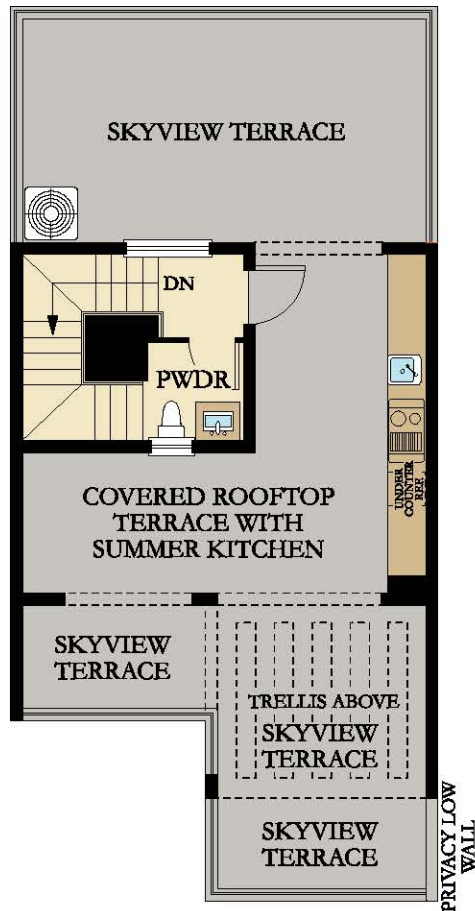 SKYVIEW TERRACE
DN
PWDR
COVERED ROOFTOP
TERRACE WITH
SUMMER KITCHEN
UNDER
COUNTER
REF.
SKYVIEW
TERRACE
TRELLIS ABOVE
SKYVIEW
TERRACE
SKYVIEW
TERRACE
PRIVACY LOW
WALL